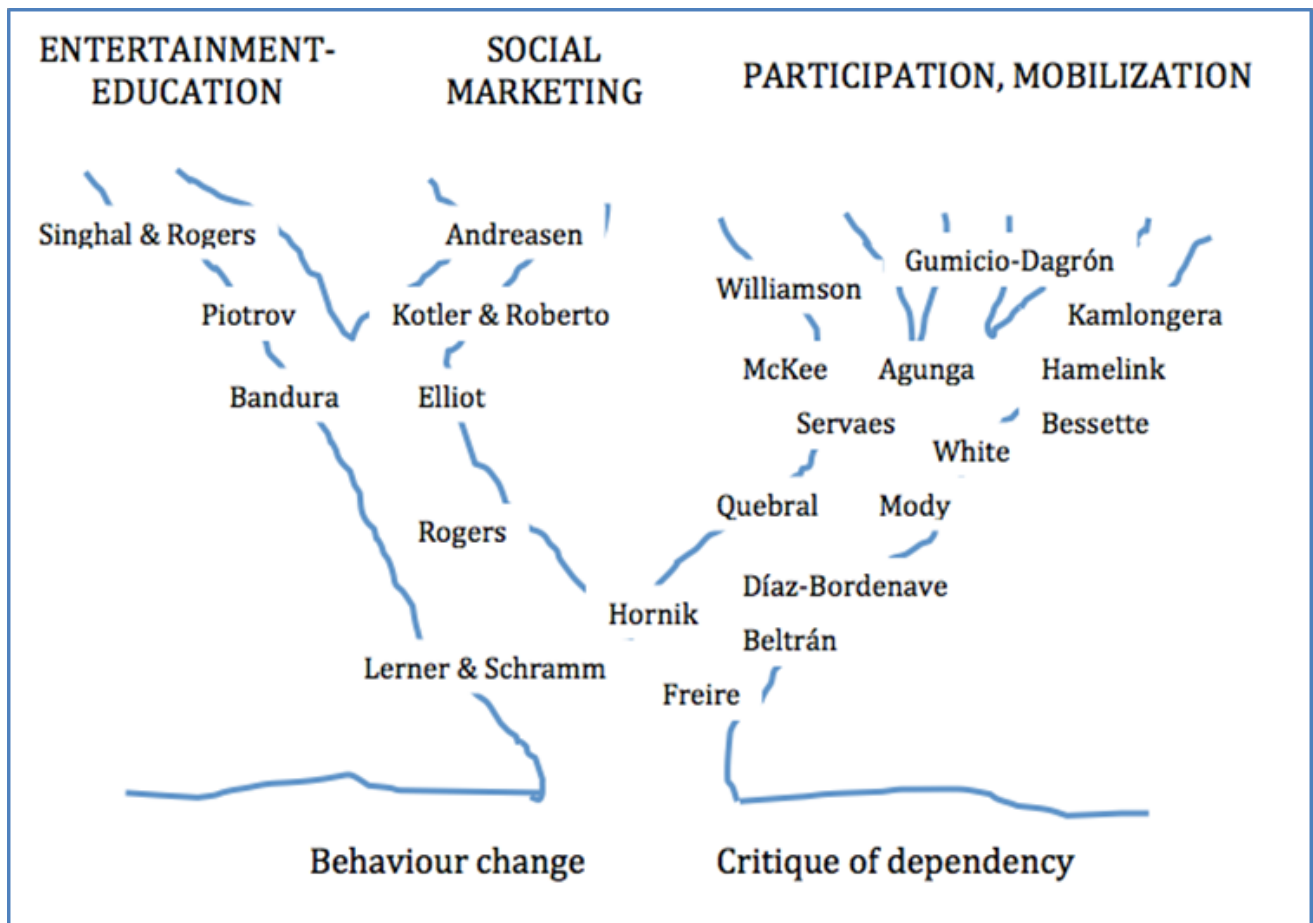 ENTERTAINMENT-
EDUCATION
SOCIAL
MARKETING
PARTICIPATION, MOBILIZATION
Singhal & Rogers
Andreasen
Gumicio-Dagrón
Williamson
Piotrov
Kotler & Roberto
Kamlongera
McKee
Agunga
Hamelink
Bandura
Elliot
Servaes
Bessette
White
Quebral
Mody
Rogers
Díaz-Bordenave
Hornik
Beltrán
Lerner & Schramm
Freire
Behaviour change
Critique of dependency